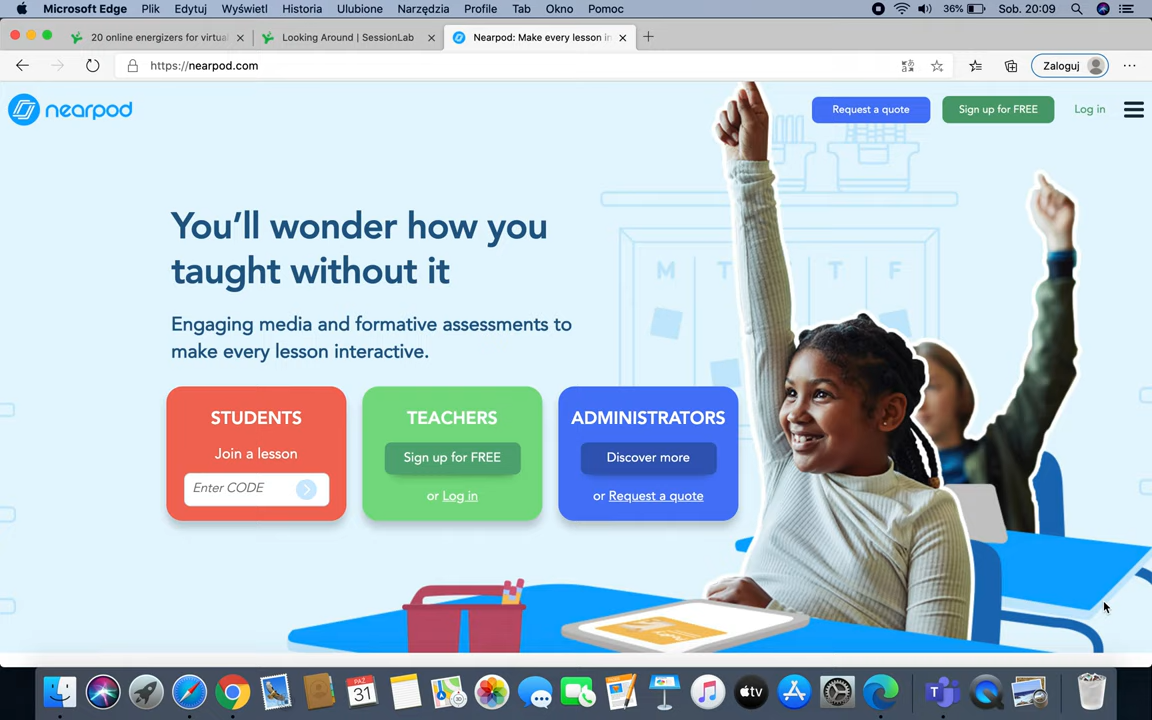 Microsoft Edge Plik Edytuj Wyświetl Historia Ulubione Narzędzia Profile Tab Okno Pomoc 36% Sob. 20:09
20 online energizers for virtua Looking Around | SessionLab Nearpod: Make every lesson in
https://nearpod.com Zaloguj
nearpod Request a quote Sign up for FREE Log in
M T T F
You'll wonder how you
taught without it
Engaging media and formative assessments to
make every lesson interactive.
STUDENTS
Join a lesson
Enter CODE
TEACHERS
Sign up for FREE
or Log in
ADMINISTRATORS
Discover more
or Request a quote
PAŹ
31
tv